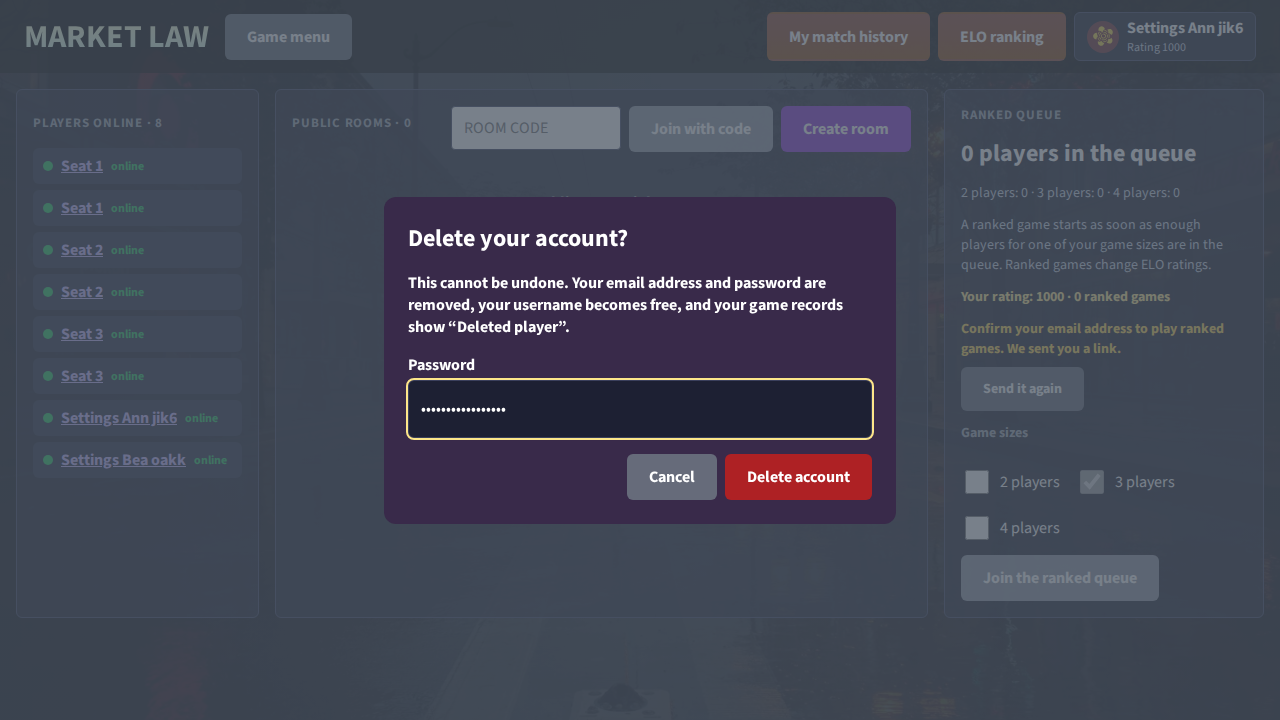 MARKET LAW
Game menu
My match history
ELO ranking
Settings Ann jik6
Rating 1000
PLAYERS ONLINE · 8
Seat 1 online
Seat 1 online
Seat 2 online
Seat 2 online
Seat 3 online
Seat 3 online
Settings Ann jik6 online
Settings Bea oakk online
PUBLIC ROOMS · 0
ROOM CODE
Join with code
Create room
Delete your account?
This cannot be undone. Your email address and password are
removed, your username becomes free, and your game records
show “Deleted player”.
Password
•••••••••••••••••
Cancel
Delete account
RANKED QUEUE
0 players in the queue
2 players: 0 · 3 players: 0 · 4 players: 0
A ranked game starts as soon as enough
players for one of your game sizes are in the
queue. Ranked games change ELO ratings.
Your rating: 1000 · 0 ranked games
Confirm your email address to play ranked
games. We sent you a link.
Send it again
Game sizes
2 players
3 players
4 players
Join the ranked queue